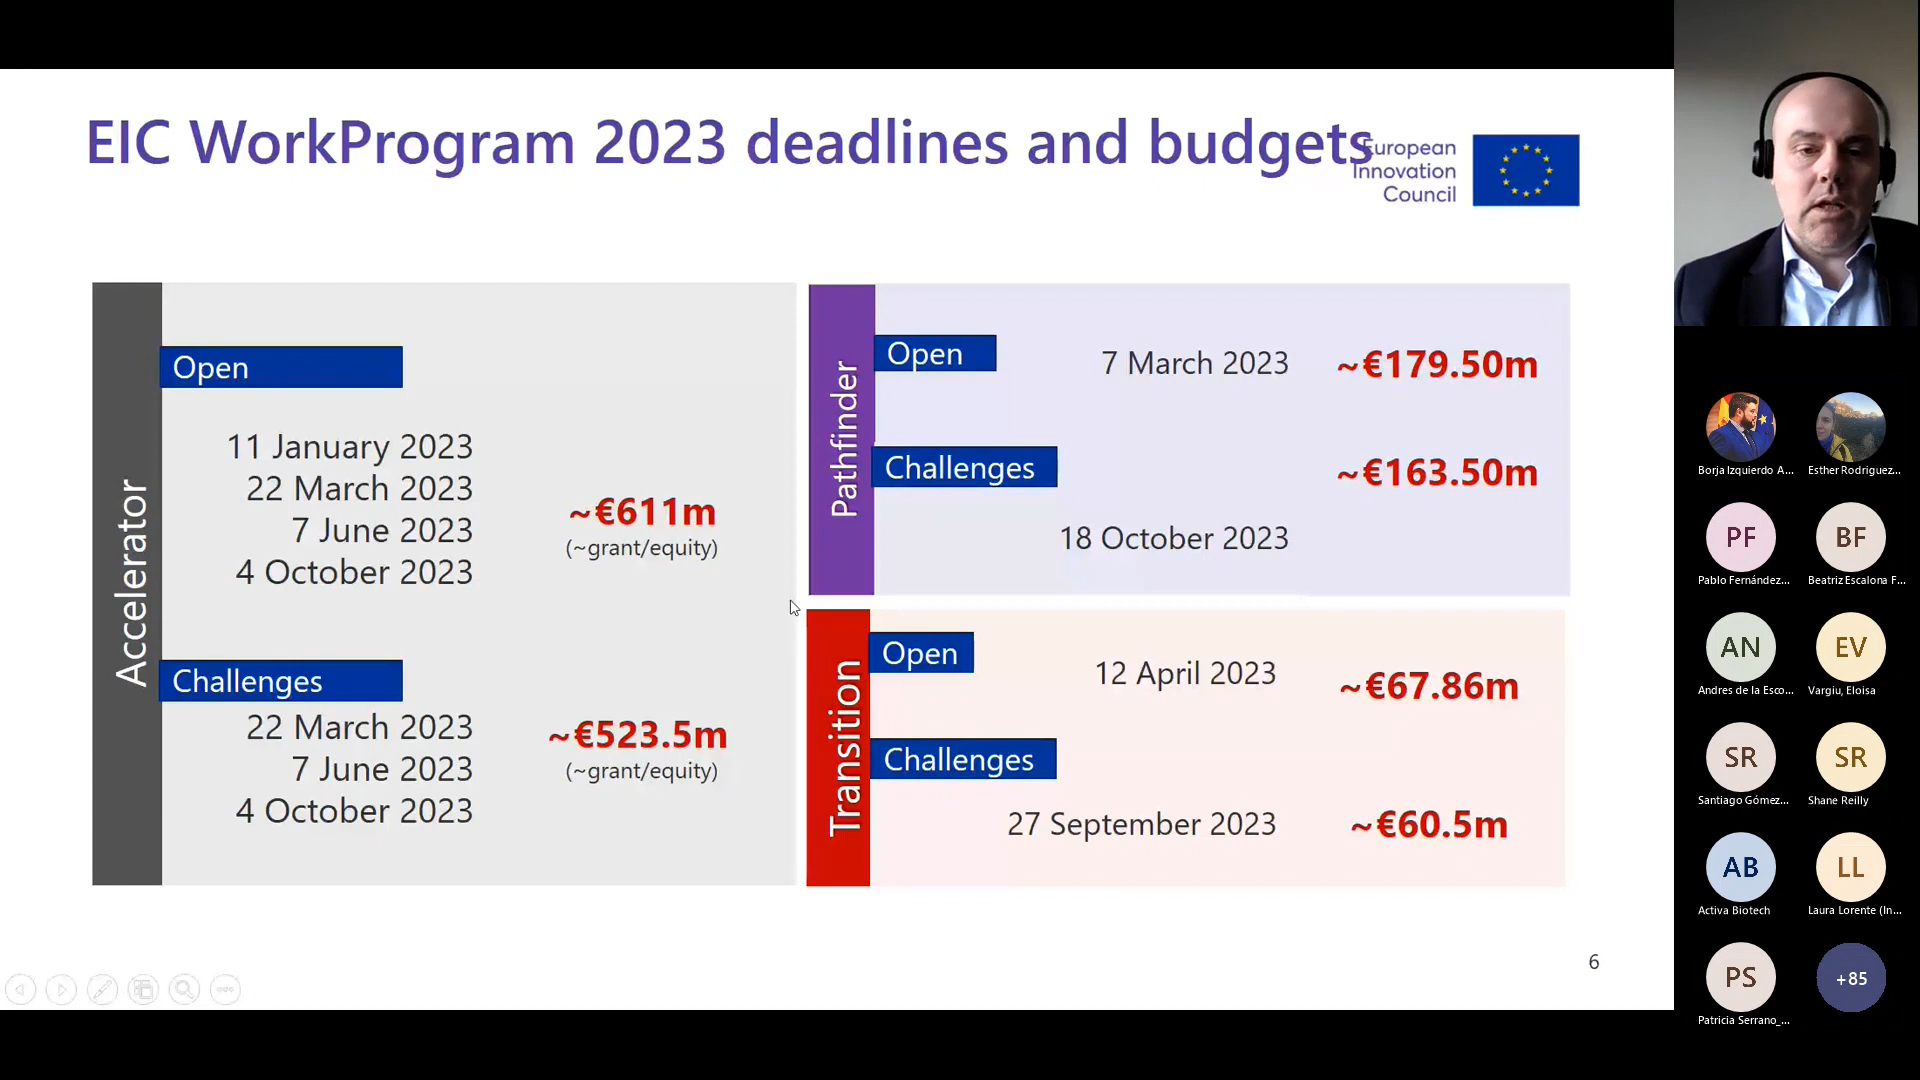 EIC WorkProgram 2023 deadlines and budgets
European
Innovation
Council
Accelerator
Open
11 January 2023
22 March 2023
7 June 2023
4 October 2023
~€611m
(~grant/equity)
Challenges
22 March 2023
7 June 2023
4 October 2023
~€523.5m
(~grant/equity)
Pathfinder
Open
7 March 2023
~€179.50m
Challenges
~€163.50m
18 October 2023
Transition
Open
12 April 2023
~€67.86m
Challenges
27 September 2023
~€60.5m
6
Borja Izquierdo A...
Esther Rodriguez...
PF
Pablo Fernández...
BF
Beatriz Escalona F...
AN
Andres de la Esco...
EV
Vargiu, Eloisa
SR
Santiago Gómez...
SR
Shane Reilly
AB
Activa Biotech
LL
Laura Lorente (In...
PS
Patricia Serrano_...
+85